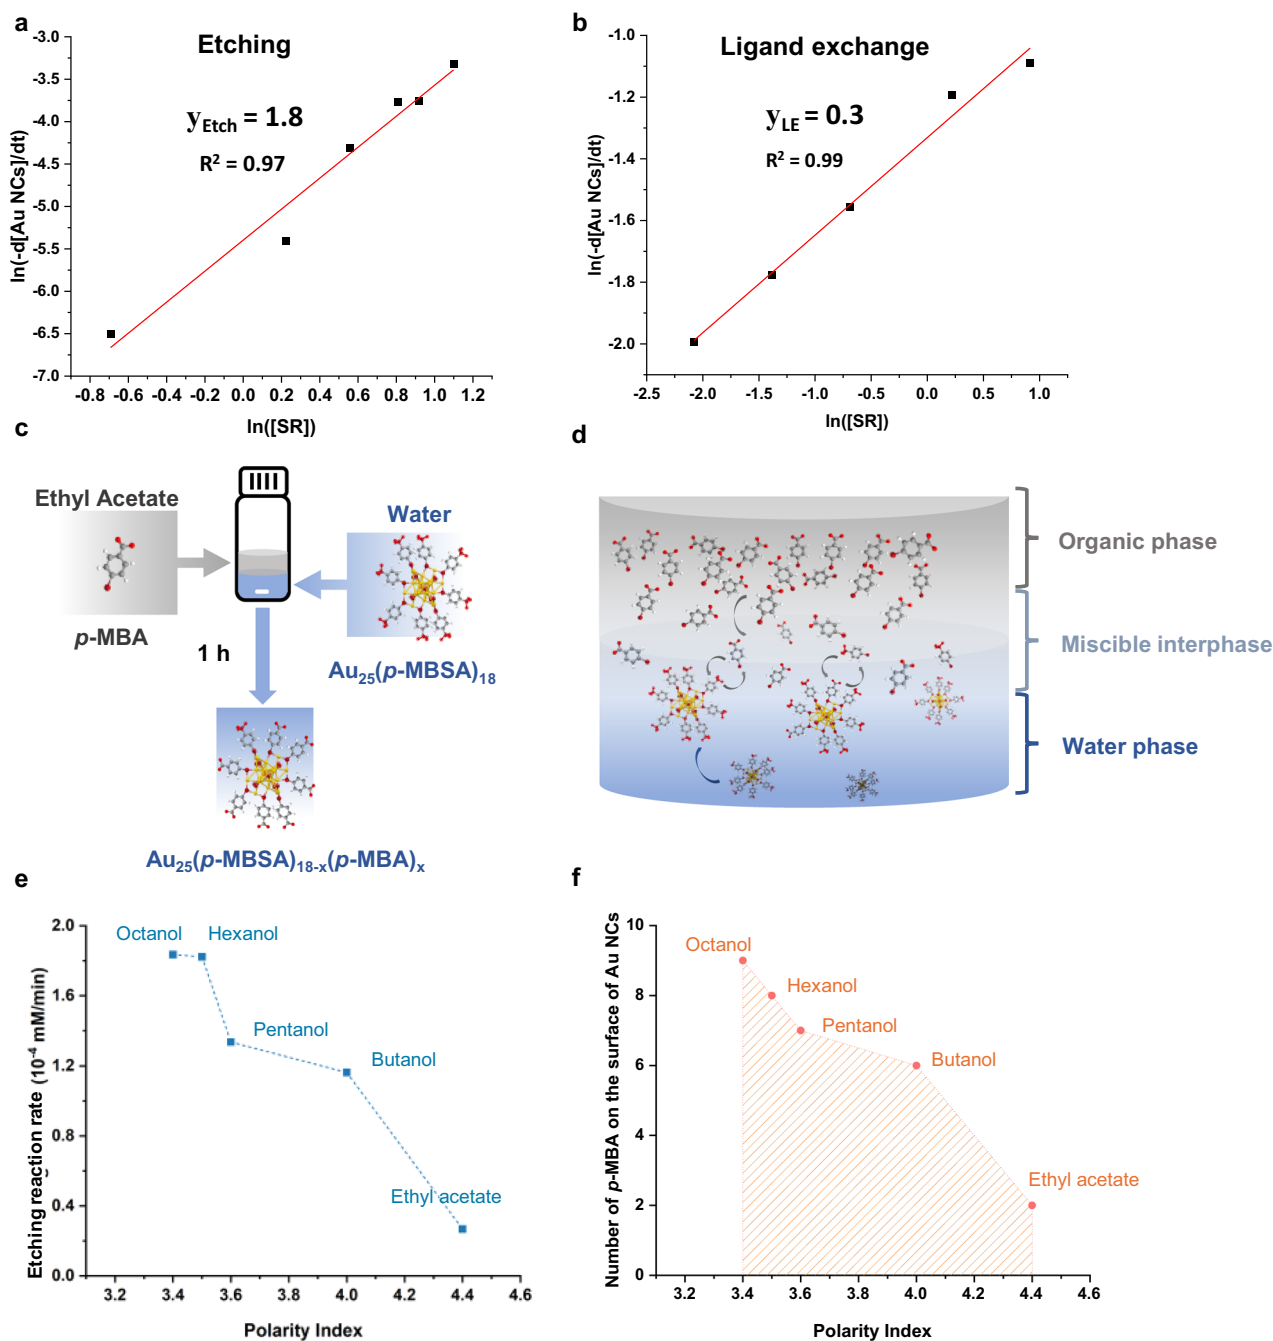 a
Etching
y_Etch = 1.8
R² = 0.97
ln(-d[Au NCs]/dt)
-3.0
-3.5
-4.0
-4.5
-5.0
-5.5
-6.0
-6.5
-7.0
-0.8 -0.6 -0.4 -0.2 0.0 0.2 0.4 0.6 0.8 1.0 1.2
ln([SR])
b
Ligand exchange
y_LE = 0.3
R² = 0.99
ln(-d[Au NCs]/dt)
-1.0
-1.2
-1.4
-1.6
-1.8
-2.0
-2.5 -2.0 -1.5 -1.0 -0.5 0.0 0.5 1.0
ln([SR])
c
Ethyl Acetate
p-MBA
Water
Au₂₅(p-MBSA)₁₈
1 h
Au₂₅(p-MBSA)₁₈₋ₓ(p-MBA)ₓ
d
Organic phase
Miscible interphase
Water phase
e
Etching reaction rate (10⁻⁴ mM/min)
2.0
1.6
1.2
0.8
0.4
0.0
Octanol
Hexanol
Pentanol
Butanol
Ethyl acetate
3.2 3.4 3.6 3.8 4.0 4.2 4.4 4.6
Polarity Index
f
Number of p-MBA on the surface of Au NCs
10
8
6
4
2
0
Octanol
Hexanol
Pentanol
Butanol
Ethyl acetate
3.2 3.4 3.6 3.8 4.0 4.2 4.4 4.6
Polarity Index